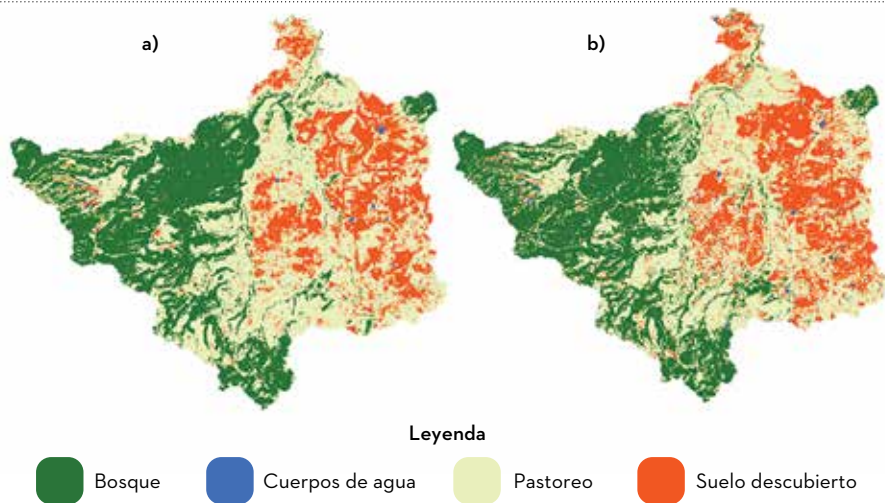 a)
b)
Leyenda
Bosque
Cuerpos de agua
Pastoreo
Suelo descubierto